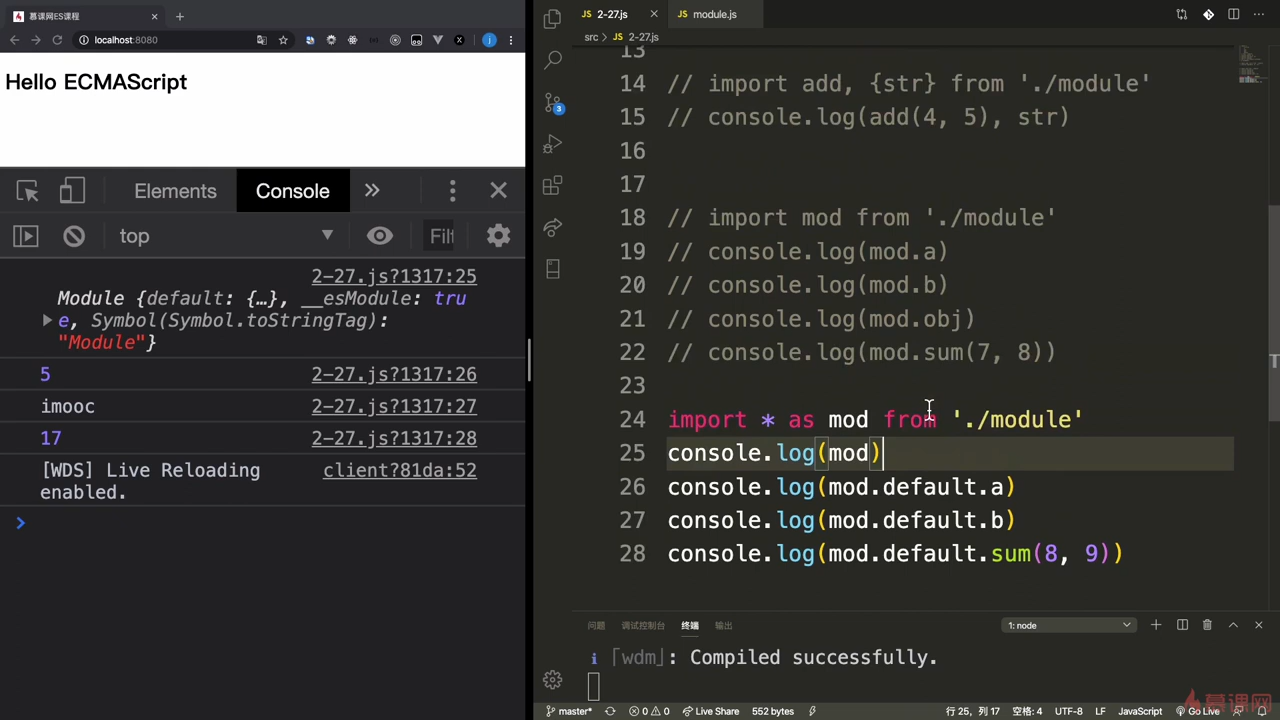 慕课网ES课程
localhost:8080
Hello ECMAScript
Elements
Console
top
Filt
2-27.js?1317:25
Module {default: {…}, __esModule: tru
e, Symbol(Symbol.toStringTag):
"Module"}
5 2-27.js?1317:26
imooc 2-27.js?1317:27
17 2-27.js?1317:28
[WDS] Live Reloading client?81da:52
enabled.
2-27.js
module.js
src > 2-27.js
13
14 // import add, {str} from './module'
15 // console.log(add(4, 5), str)
16
17
18 // import mod from './module'
19 // console.log(mod.a)
20 // console.log(mod.b)
21 // console.log(mod.obj)
22 // console.log(mod.sum(7, 8))
23
24 import * as mod from './module'
25 console.log(mod)
26 console.log(mod.default.a)
27 console.log(mod.default.b)
28 console.log(mod.default.sum(8, 9))
3
问题 调试控制台 终端 输出
1: node
i ｢wdm｣: Compiled successfully.
master* 0 0 Live Share 552 bytes
行 25, 列 17 空格: 4 UTF-8 LF JavaScript Go Live
慕课网